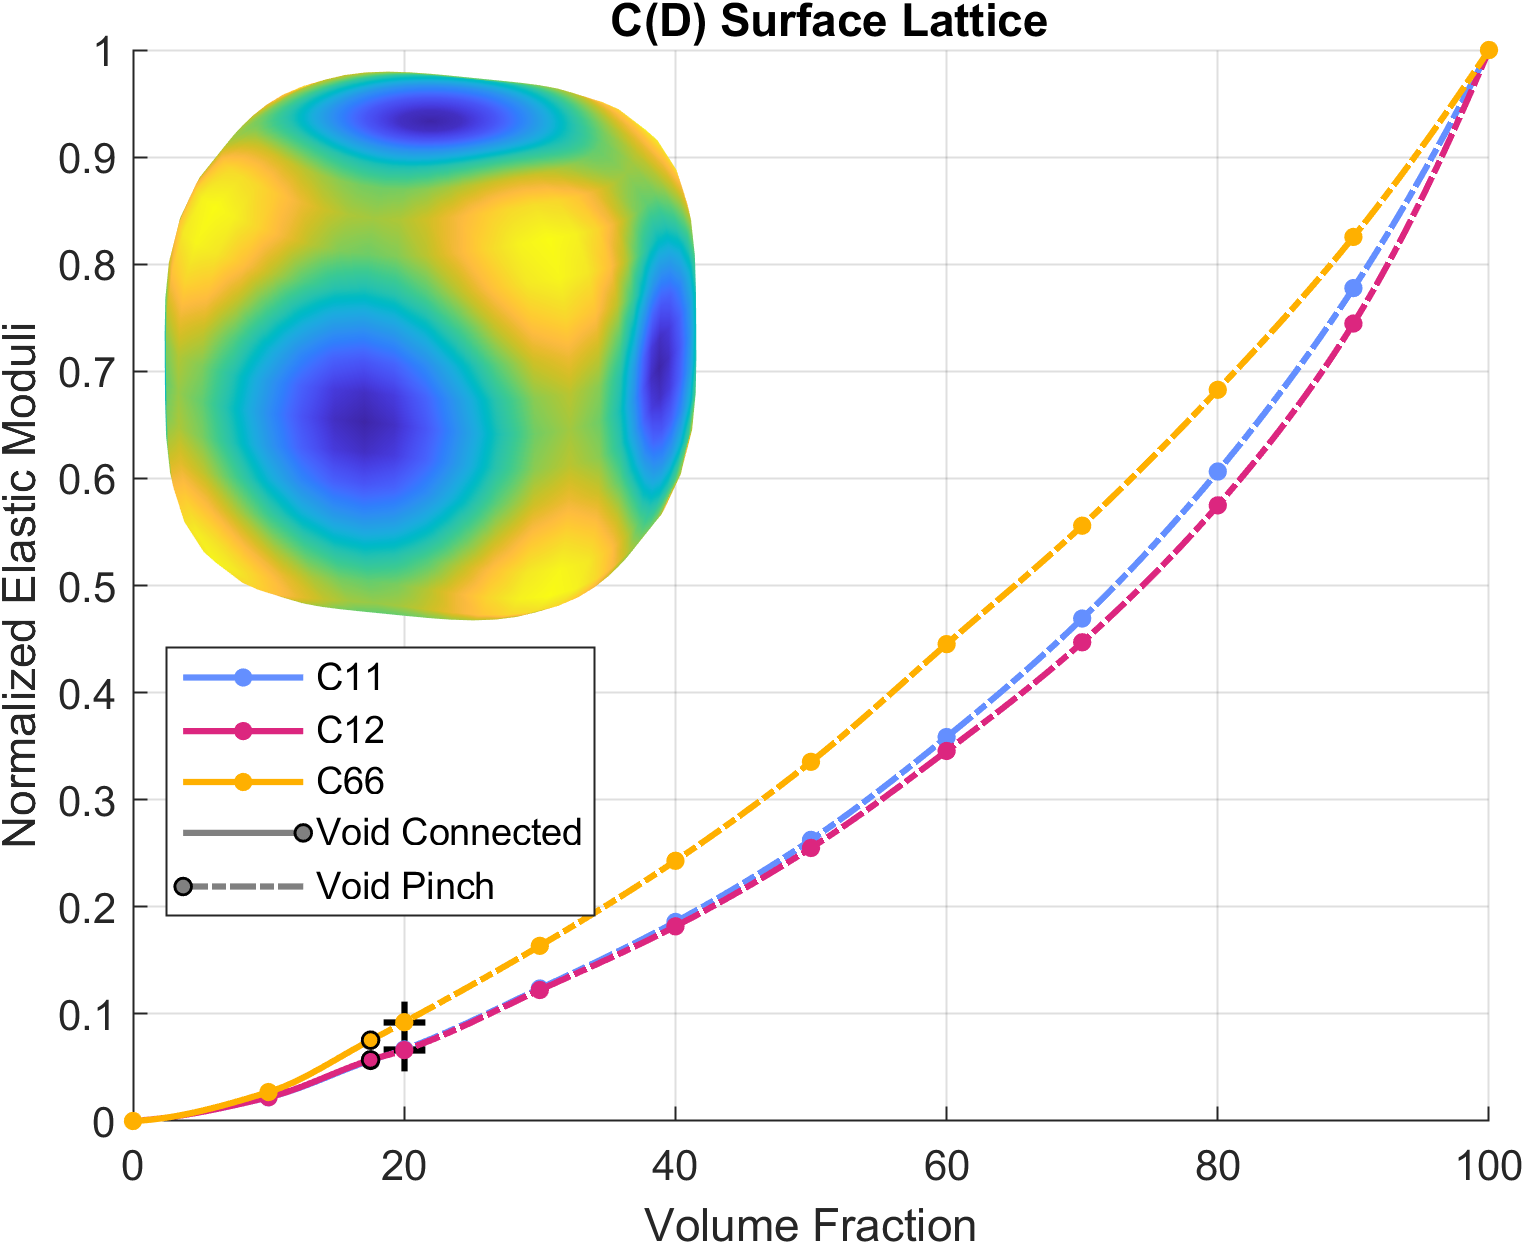 C(D) Surface Lattice
1
0.9
0.8
0.7
0.6
0.5
0.4
0.3
0.2
0.1
0
Normalized Elastic Moduli
C11
C12
C66
Void Connected
Void Pinch
0 20 40 60 80 100
Volume Fraction